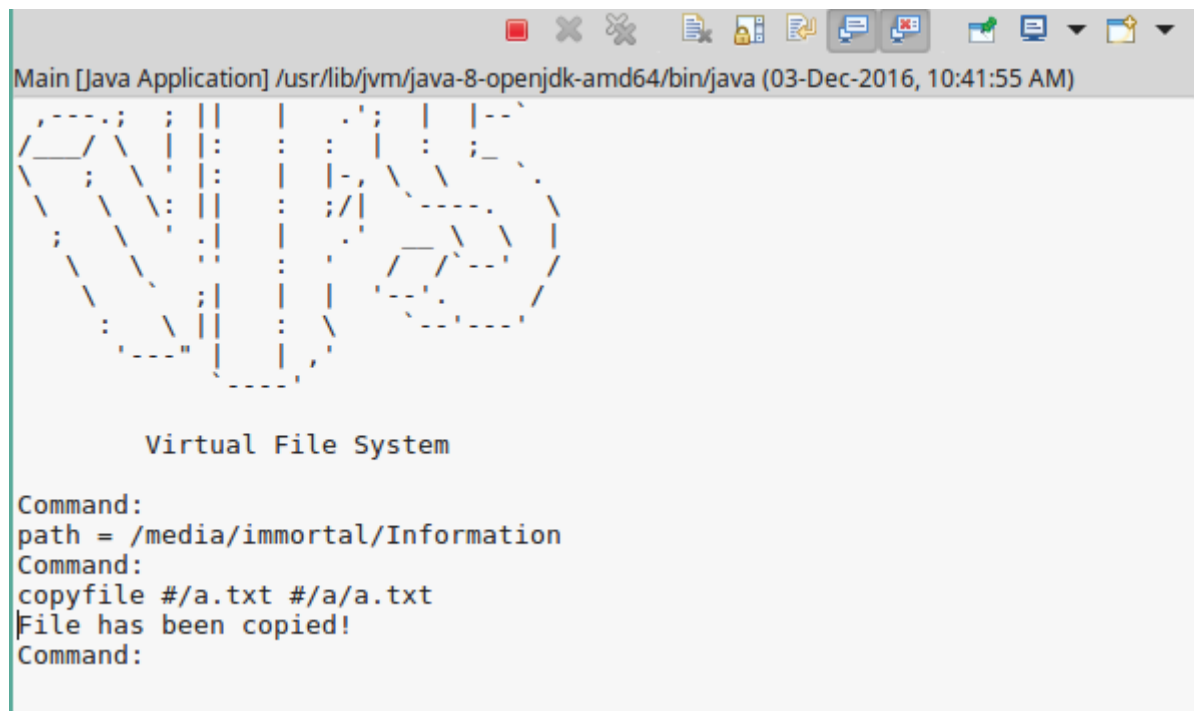 Main [Java Application] /usr/lib/jvm/java-8-openjdk-amd64/bin/java (03-Dec-2016, 10:41:55 AM)
Virtual File System
Command:
path = /media/immortal/Information
Command:
copyfile #/a.txt #/a/a.txt
File has been copied!
Command: